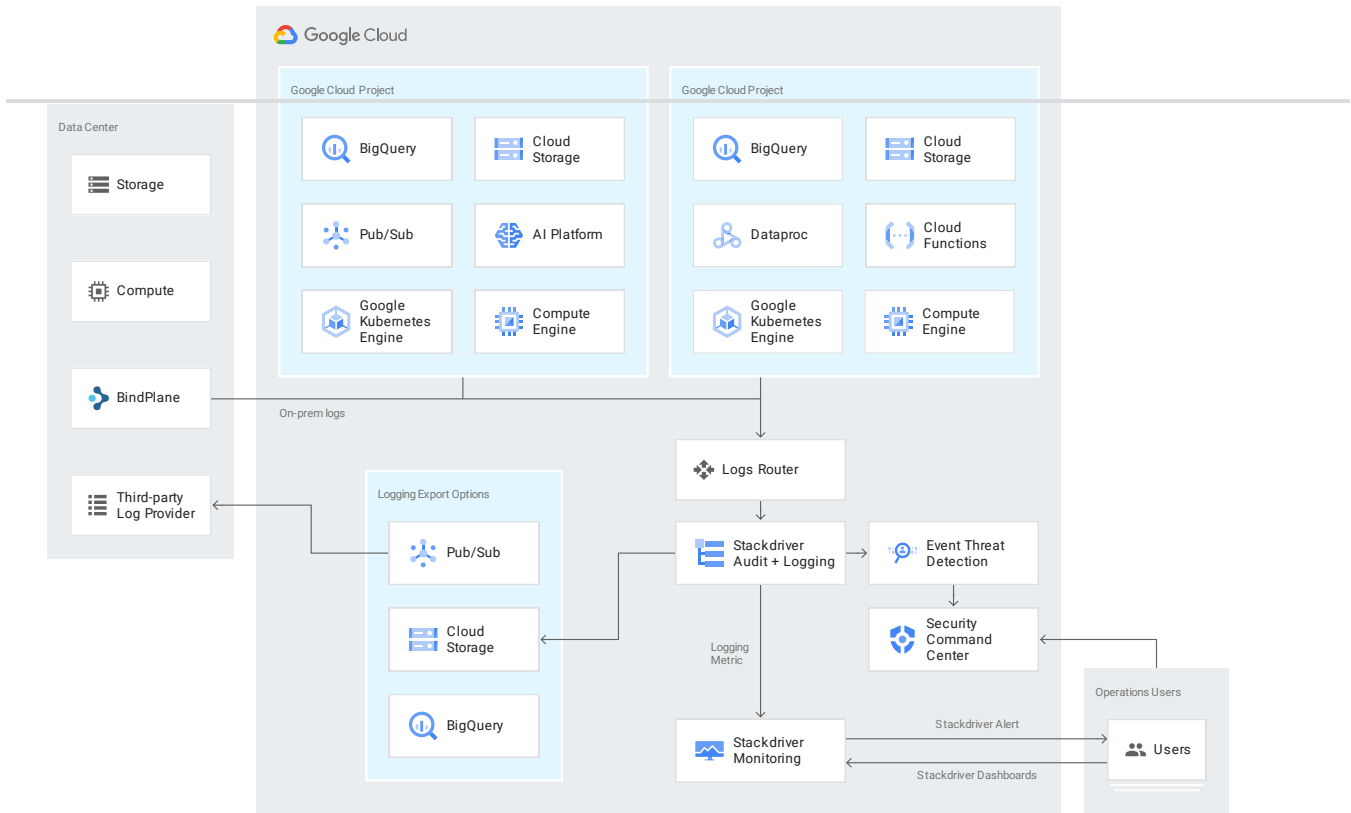 Google Cloud
Google Cloud Project
BigQuery
Cloud
Storage
Pub/Sub
AI Platform
Google
Kubernetes
Engine
Compute
Engine
Google Cloud Project
BigQuery
Cloud
Storage
Dataproc
Cloud
Functions
Google
Kubernetes
Engine
Compute
Engine
Data Center
Storage
Compute
BindPlane
Third-party
Log Provider
On-prem logs
Logs Router
Logging Export Options
Pub/Sub
Cloud
Storage
BigQuery
Stackdriver
Audit + Logging
Event Threat
Detection
Security
Command
Center
Logging
Metric
Stackdriver
Monitoring
Stackdriver Alert
Stackdriver Dashboards
Operations Users
Users